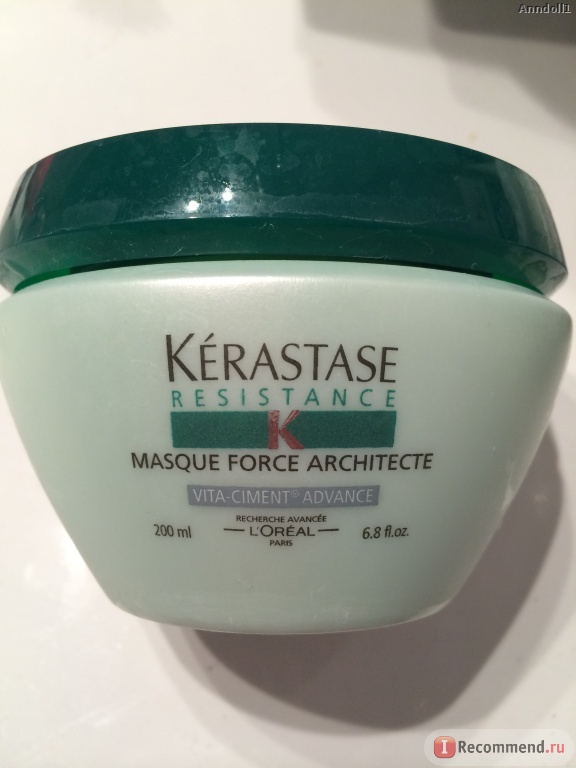 Anndoll1
KÉRASTASE
RESISTANCE
K
MASQUE FORCE ARCHITECTE
VITA-CIMENT® ADVANCE
RECHERCHE AVANCÉE
200 ml L'ORÉAL 6.8 fl.oz.
PARIS
IRecommend.ru